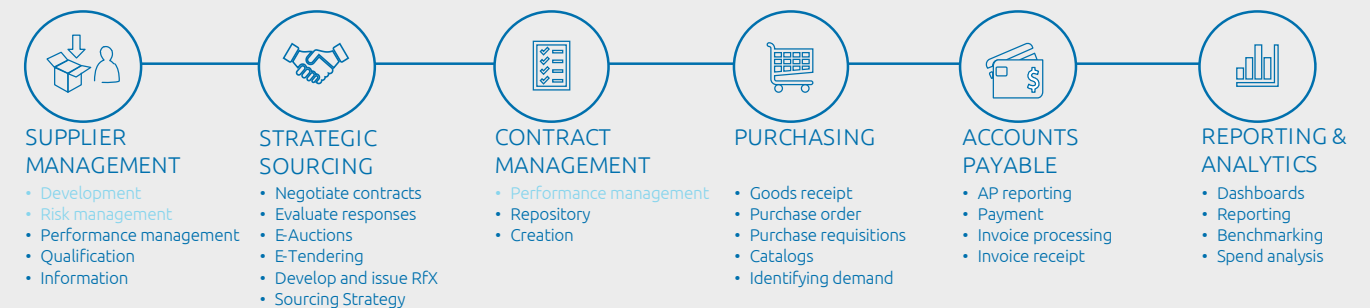 SUPPLIER
MANAGEMENT
• Development
• Risk management
• Performance management
• Qualification
• Information
STRATEGIC
SOURCING
• Negotiate contracts
• Evaluate responses
• E-Auctions
• E-Tendering
• Develop and issue RfX
• Sourcing Strategy
CONTRACT
MANAGEMENT
• Performance management
• Repository
• Creation
PURCHASING
• Goods receipt
• Purchase order
• Purchase requisitions
• Catalogs
• Identifying demand
$
ACCOUNTS
PAYABLE
• AP reporting
• Payment
• Invoice processing
• Invoice receipt
REPORTING &
ANALYTICS
• Dashboards
• Reporting
• Benchmarking
• Spend analysis